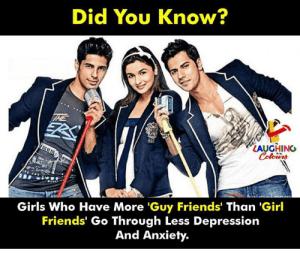 Did You Know?
THE
LAUGHING
Colours
Girls Who Have More 'Guy Friends' Than 'Girl
Friends' Go Through Less Depression
And Anxiety.